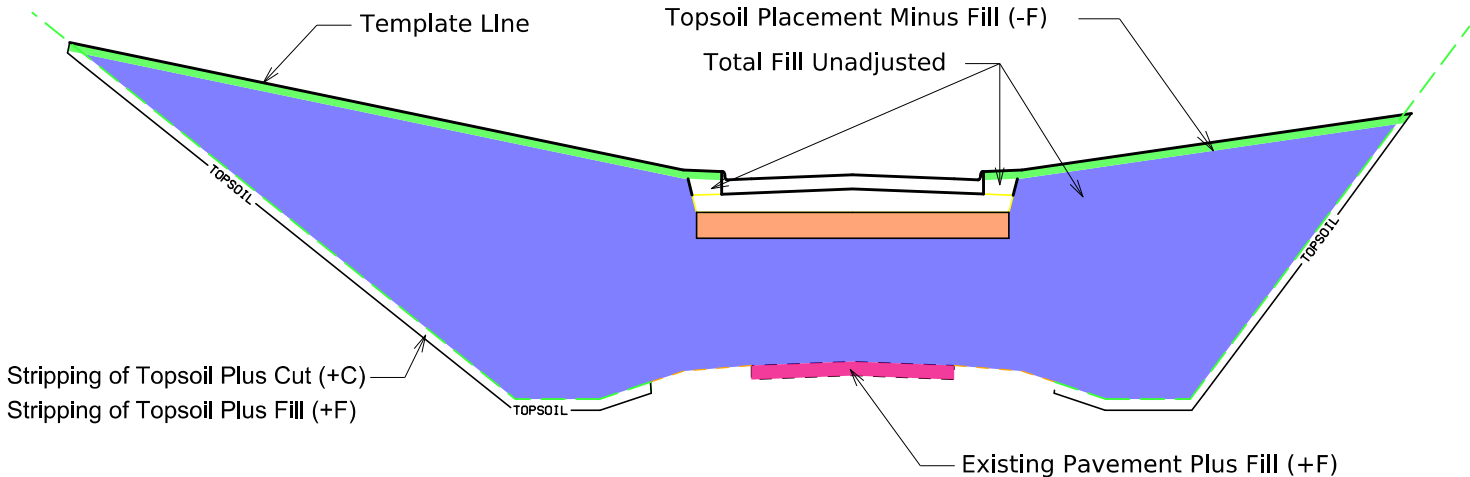 Template LIne
Topsoil Placement Minus Fill (-F)
Total Fill Unadjusted
TOPSOIL
TOPSOIL
Stripping of Topsoil Plus Cut (+C)
Stripping of Topsoil Plus Fill (+F)
TOPSOIL
Existing Pavement Plus Fill (+F)